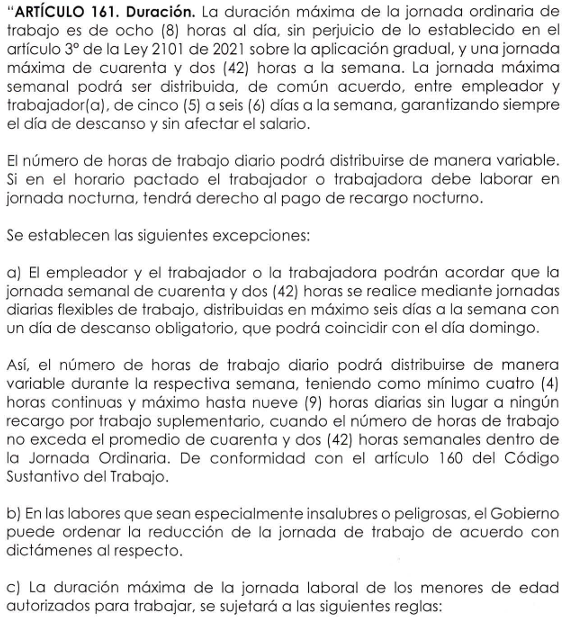 “ARTÍCULO 161. Duración. La duración máxima de la jornada ordinaria de
trabajo es de ocho (8) horas al día, sin perjuicio de lo establecido en el
artículo 3° de la Ley 2101 de 2021 sobre la aplicación gradual, y una jornada
máxima de cuarenta y dos (42) horas a la semana. La jornada máxima
semanal podrá ser distribuida, de común acuerdo, entre empleador y
trabajador(a), de cinco (5) a seis (6) días a la semana, garantizando siempre
el día de descanso y sin afectar el salario.

El número de horas de trabajo diario podrá distribuirse de manera variable.
Si en el horario pactado el trabajador o trabajadora debe laborar en
jornada nocturna, tendrá derecho al pago de recargo nocturno.

Se establecen las siguientes excepciones:

a) El empleador y el trabajador o la trabajadora podrán acordar que la
jornada semanal de cuarenta y dos (42) horas se realice mediante jornadas
diarias flexibles de trabajo, distribuidas en máximo seis días a la semana con
un día de descanso obligatorio, que podrá coincidir con el día domingo.

Así, el número de horas de trabajo diario podrá distribuirse de manera
variable durante la respectiva semana, teniendo como mínimo cuatro (4)
horas continuas y máximo hasta nueve (9) horas diarias sin lugar a ningún
recargo por trabajo suplementario, cuando el número de horas de trabajo
no exceda el promedio de cuarenta y dos (42) horas semanales dentro de
la Jornada Ordinaria. De conformidad con el artículo 160 del Código
Sustantivo del Trabajo.

b) En las labores que sean especialmente insalubres o peligrosas, el Gobierno
puede ordenar la reducción de la jornada de trabajo de acuerdo con
dictámenes al respecto.

c) La duración máxima de la jornada laboral de los menores de edad
autorizados para trabajar, se sujetará a las siguientes reglas: